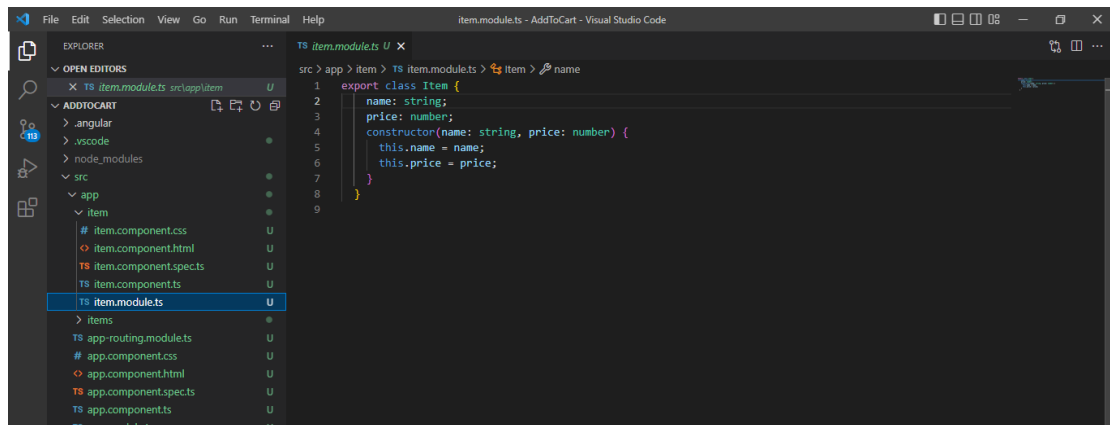 File Edit Selection View Go Run Terminal Help item.module.ts - AddToCart - Visual Studio Code
EXPLORER
OPEN EDITORS
TS item.module.ts src\app\item U
ADDTOCART
.angular
.vscode
node_modules
src
app
item
# item.component.css U
<> item.component.html U
TS item.component.spec.ts U
TS item.component.ts U
TS item.module.ts U
items
TS app-routing.module.ts U
# app.component.css U
<> app.component.html U
TS app.component.spec.ts U
TS app.component.ts U
113
TS item.module.ts U
src > app > item > TS item.module.ts > Item > name
1 export class Item {
2 name: string;
3 price: number;
4 constructor(name: string, price: number) {
5 this.name = name;
6 this.price = price;
7 }
8 }
9